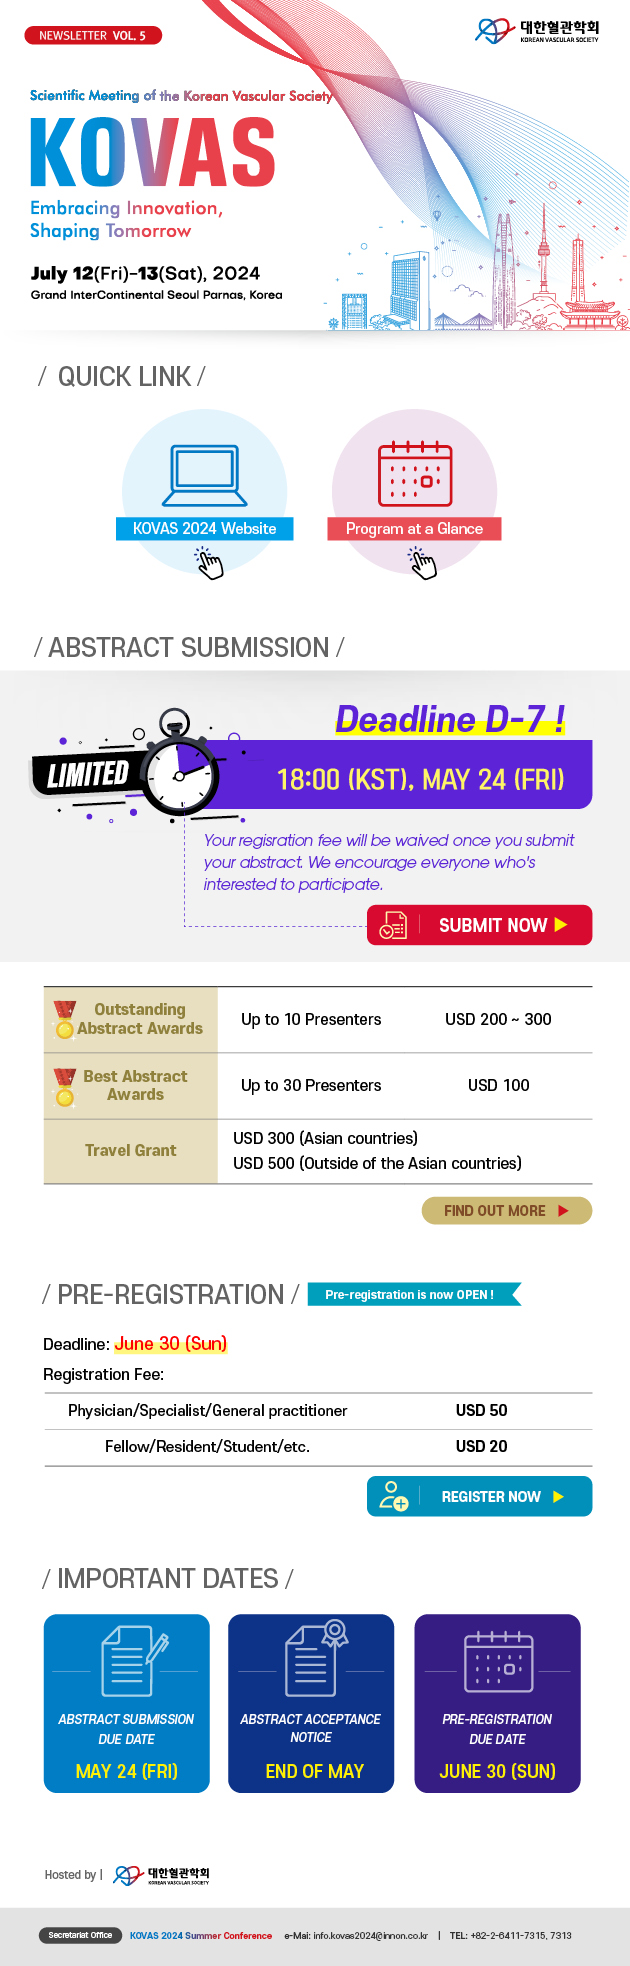 NEWSLETTER VOL. 5
대한혈관학회
KOREAN VASCULAR SOCIETY
Scientific Meeting of the Korean Vascular Society
KOVAS
Embracing Innovation,
Shaping Tomorrow
July 12(Fri)-13(Sat), 2024
Grand InterContinental Seoul Parnas, Korea
/ QUICK LINK /
KOVAS 2024 Website
Program at a Glance
/ ABSTRACT SUBMISSION /
Deadline D-7 !
LIMITED
18:00 (KST), MAY 24 (FRI)
Your regisration fee will be waived once you submit
your abstract. We encourage everyone who's
interested to participate.
SUBMIT NOW
Outstanding
Abstract Awards
Up to 10 Presenters
USD 200 ~ 300
Best Abstract
Awards
Up to 30 Presenters
USD 100
Travel Grant
USD 300 (Asian countries)
USD 500 (Outside of the Asian countries)
FIND OUT MORE
/ PRE-REGISTRATION /
Pre-registration is now OPEN !
Deadline: June 30 (Sun)
Registration Fee:
Physician/Specialist/General practitioner
USD 50
Fellow/Resident/Student/etc.
USD 20
REGISTER NOW
/ IMPORTANT DATES /
ABSTRACT SUBMISSION
DUE DATE
MAY 24 (FRI)
ABSTRACT ACCEPTANCE
NOTICE
END OF MAY
PRE-REGISTRATION
DUE DATE
JUNE 30 (SUN)
Hosted by |
대한혈관학회
KOREAN VASCULAR SOCIETY
Secretariat Office
KOVAS 2024 Summer Conference
e-Mai: info.kovas2024@innon.co.kr | TEL: +82-2-6411-7315, 7313